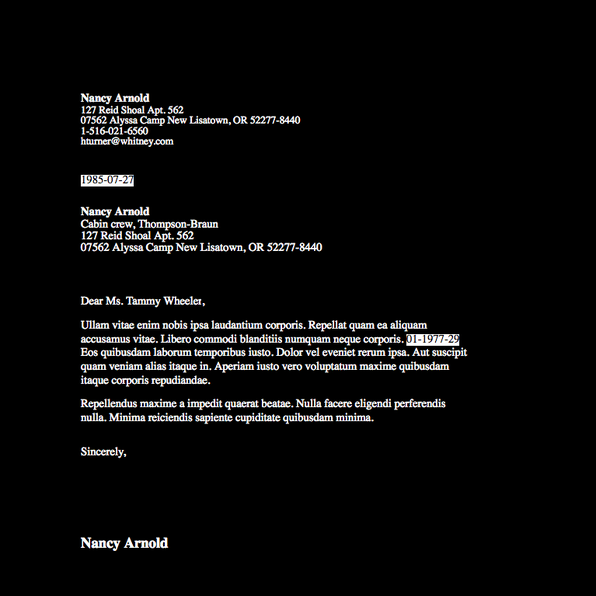 Nancy Arnold
127 Reid Shoal Apt. 562
07562 Alyssa Camp New Lisatown, OR 52277-8440
1-516-021-6560
hturner@whitney.com
1985-07-27
Nancy Arnold
Cabin crew, Thompson-Braun
127 Reid Shoal Apt. 562
07562 Alyssa Camp New Lisatown, OR 52277-8440
Dear Ms. Tammy Wheeler,
Ullam vitae enim nobis ipsa laudantium corporis. Repellat quam ea aliquam
accusamus vitae. Libero commodi blanditiis numquam neque corporis. 01-1977-29
Eos quibusdam laborum temporibus iusto. Dolor vel eveniet rerum ipsa. Aut suscipit
quam veniam alias itaque in. Aperiam iusto vero voluptatum maxime quibusdam
itaque corporis repudiandae.
Repellendus maxime a impedit quaerat beatae. Nulla facere eligendi perferendis
nulla. Minima reiciendis sapiente cupiditate quibusdam minima.
Sincerely,
Nancy Arnold